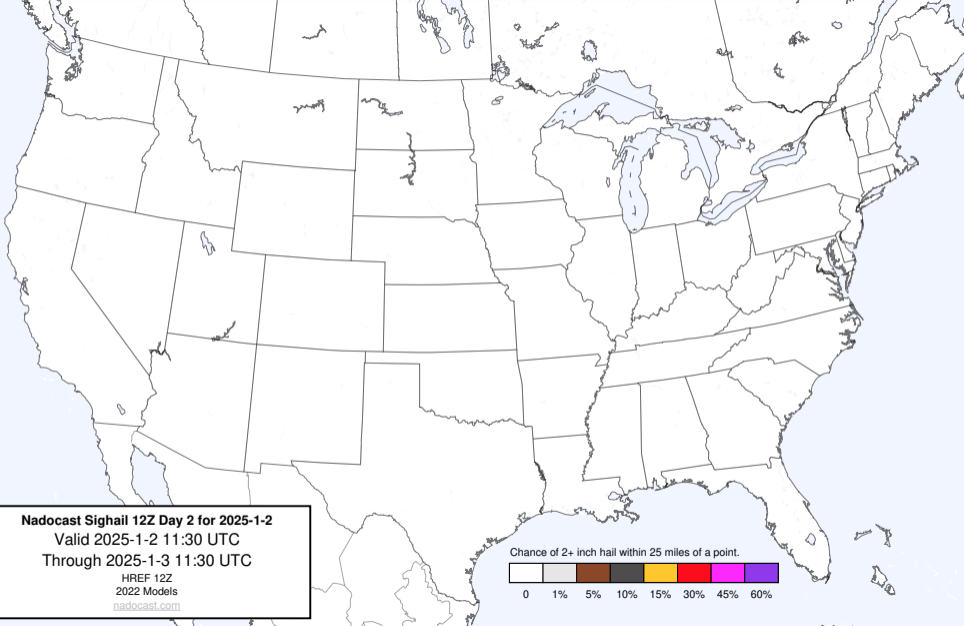 Nadocast Sighail 12Z Day 2 for 2025-1-2
Valid 2025-1-2 11:30 UTC
Through 2025-1-3 11:30 UTC
HREF 12Z
2022 Models
nadocast.com
Chance of 2+ inch hail within 25 miles of a point.
0 1% 5% 10% 15% 30% 45% 60%